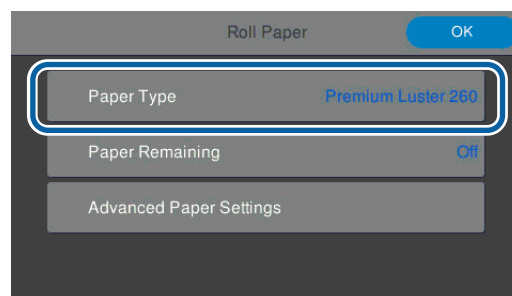 Roll Paper OK
Paper Type Premium Luster 260
Paper Remaining Off
Advanced Paper Settings